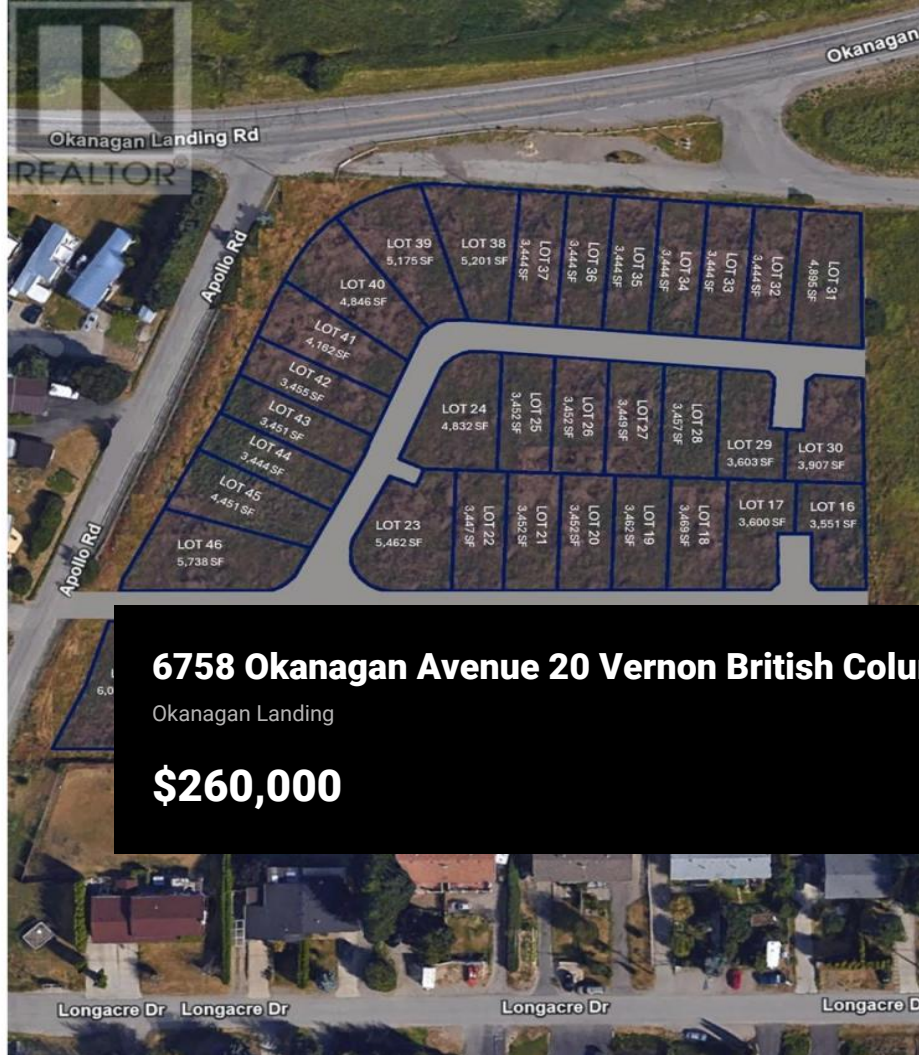 Okanagan
Okanagan Landing Rd
REALTOR®
Apollo Rd
LOT 39
5,175 SF
LOT 38
5,201 SF
LOT 37
3,444 SF
LOT 36
3,444 SF
LOT 35
3,444 SF
LOT 34
3,444 SF
LOT 33
3,444 SF
LOT 32
3,444 SF
LOT 31
4,895 SF
LOT 40
4,846 SF
LOT 41
4,162 SF
LOT 42
3,455 SF
LOT 43
3,451 SF
LOT 44
3,444 SF
LOT 45
4,451 SF
LOT 46
5,738 SF
LOT 24
4,832 SF
LOT 25
3,452 SF
LOT 26
3,452 SF
LOT 27
3,449 SF
LOT 28
3,457 SF
LOT 29
3,603 SF
LOT 30
3,907 SF
LOT 23
5,462 SF
LOT 22
3,447 SF
LOT 21
3,452 SF
LOT 20
3,452 SF
LOT 19
3,462 SF
LOT 18
3,469 SF
LOT 17
3,600 SF
LOT 16
3,551 SF
Apollo Rd
6,0
6758 Okanagan Avenue 20 Vernon British Colu
Okanagan Landing
$260,000
Longacre Dr Longacre Dr Longacre Dr Longacre D